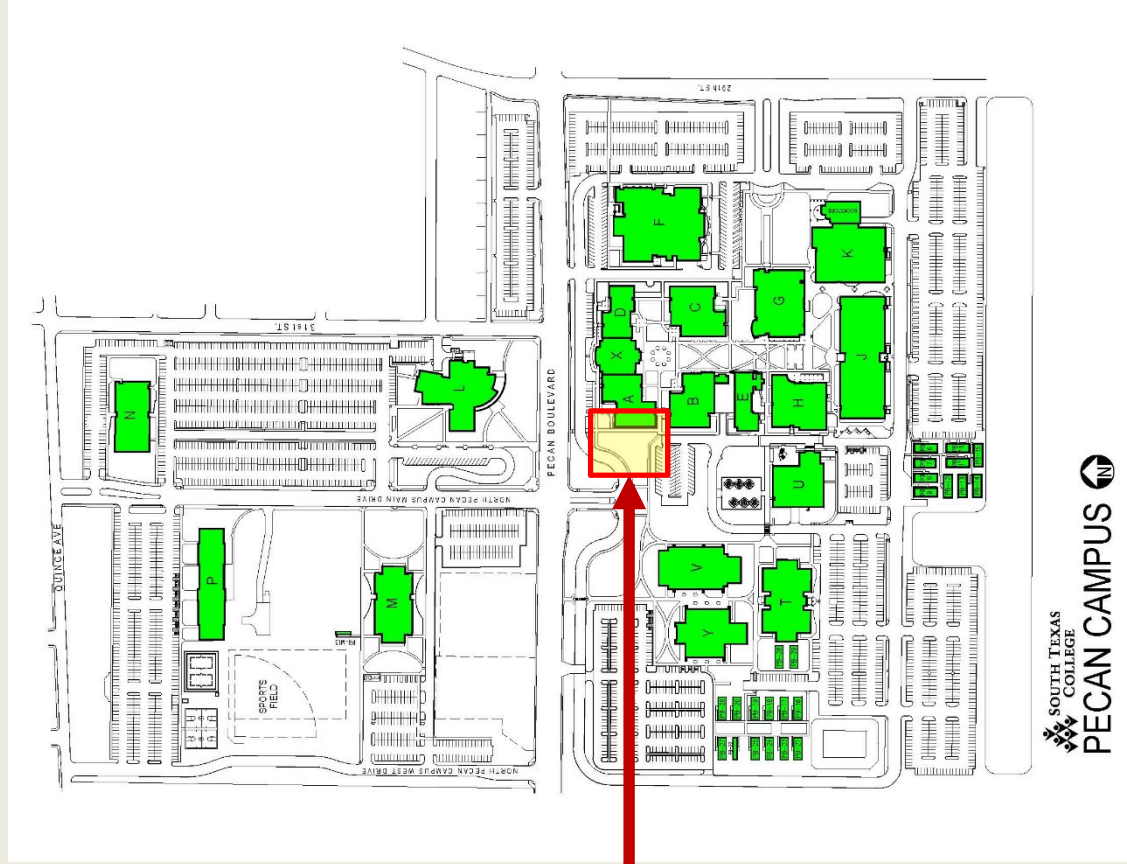 29th ST.
BOOKSTORE
F
K
31st ST.
D
C
G
X
J
L
N
A
B
E
H
PECAN BOULEVARD
U
NORTH PECAN CAMPUS MAIN DRIVE
QUINCE AVE
V
P
M
T
Y
SPORTS
FIELD
NORTH PECAN CAMPUS WEST DRIVE
SOUTH TEXAS
COLLEGE
PECAN CAMPUS
N